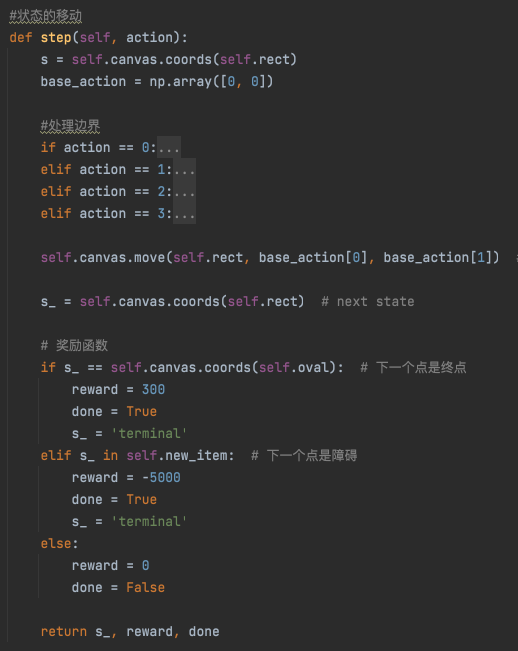 #状态的移动
def step(self, action):
    s = self.canvas.coords(self.rect)
    base_action = np.array([0, 0])

    #处理边界
    if action == 0:...
    elif action == 1:...
    elif action == 2:...
    elif action == 3:...

    self.canvas.move(self.rect, base_action[0], base_action[1])  #

    s_ = self.canvas.coords(self.rect)  # next state

    # 奖励函数
    if s_ == self.canvas.coords(self.oval):  # 下一个点是终点
        reward = 300
        done = True
        s_ = 'terminal'
    elif s_ in self.new_item:  # 下一个点是障碍
        reward = -5000
        done = True
        s_ = 'terminal'
    else:
        reward = 0
        done = False

    return s_, reward, done